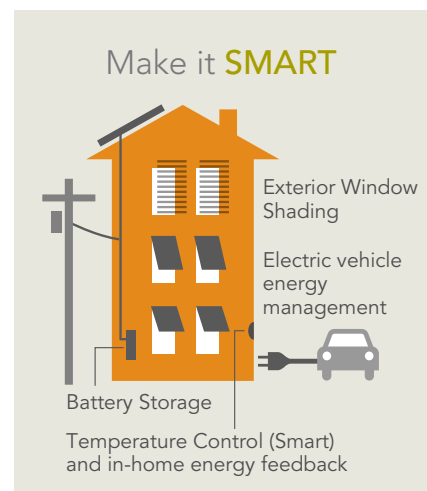 Make it SMART
Exterior Window
Shading
Electric vehicle
energy
management
Battery Storage
Temperature Control (Smart)
and in-home energy feedback